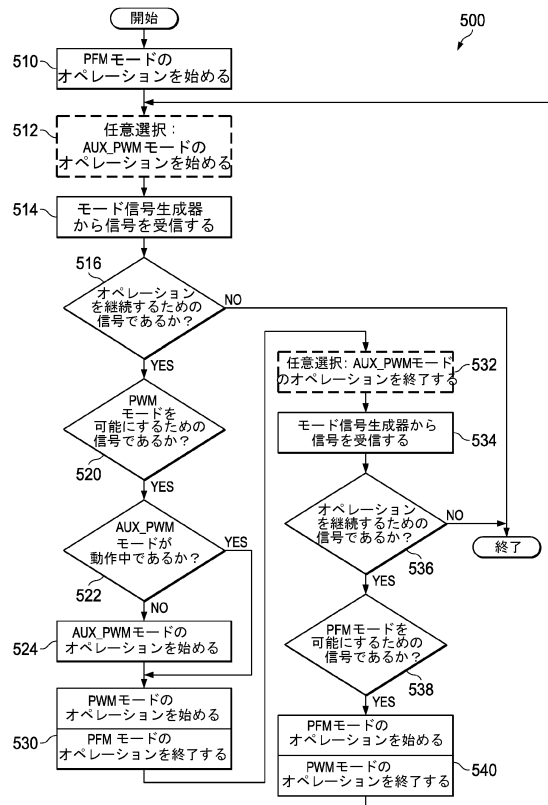 開始
500
510
PFMモードの
オペレーションを始める
512
任意選択：
AUX_PWMモードの
オペレーションを始める
514
モード信号生成器
から信号を受信する
516
オペレーション
を継続するための
信号であるか？
NO
YES
PWM
モードを
可能にするための
信号であるか？
520
YES
AUX_PWM
モードが
動作中であるか？
YES
522
NO
524
AUX_PWMモードの
オペレーションを始める
530
PWMモードの
オペレーションを始める
PFMモードの
オペレーションを終了する
任意選択：AUX_PWMモード
のオペレーションを終了する
532
モード信号生成器から
信号を受信する
534
オペレーション
を継続するための
信号であるか？
NO
536
終了
YES
PFMモードを
可能にするための
信号であるか？
538
YES
PFMモードの
オペレーションを始める
PWMモードの
オペレーションを終了する
540